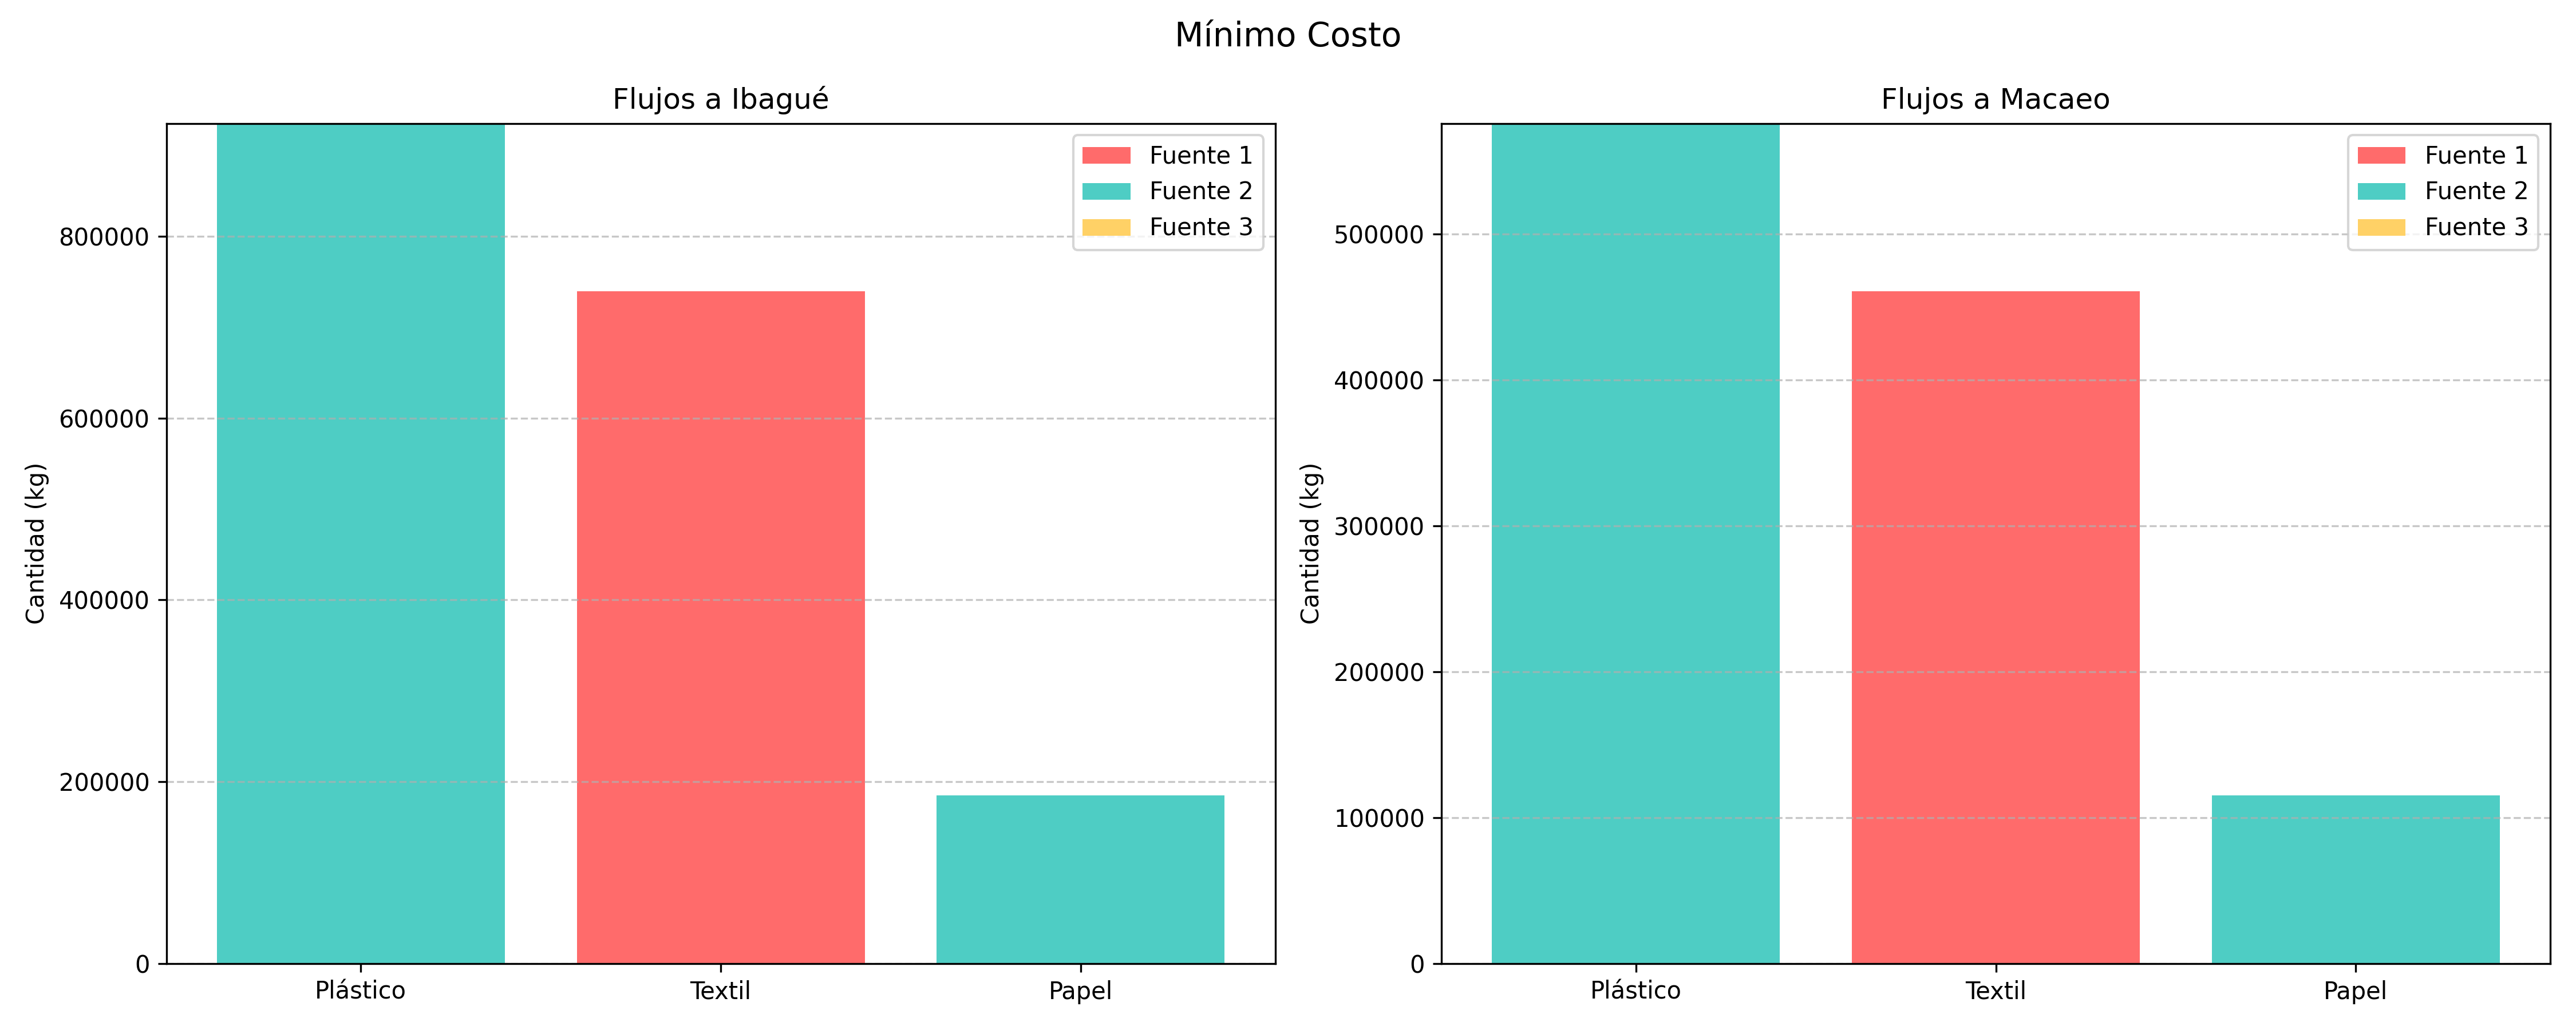 Mínimo Costo
Flujos a Ibagué
Cantidad (kg)
800000
600000
400000
200000
0
Plástico
Textil
Papel
Fuente 1
Fuente 2
Fuente 3
Flujos a Macaeo
Cantidad (kg)
500000
400000
300000
200000
100000
0
Plástico
Textil
Papel
Fuente 1
Fuente 2
Fuente 3